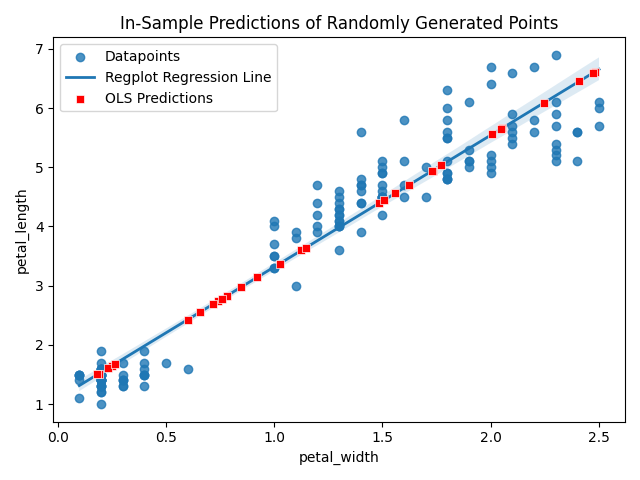 In-Sample Predictions of Randomly Generated Points
Datapoints
Regplot Regression Line
OLS Predictions
petal_length
7
6
5
4
3
2
1
0.0 0.5 1.0 1.5 2.0 2.5
petal_width